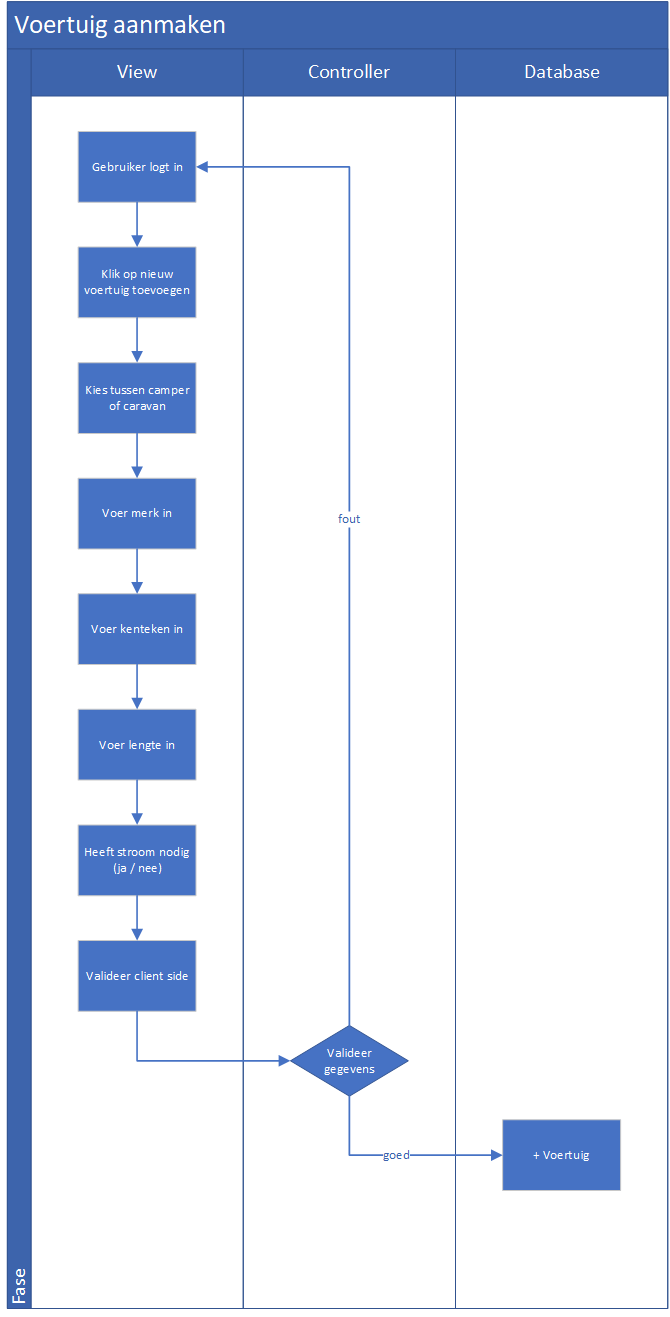 Voertuig aanmaken
View
Controller
Database
Gebruiker logt in
Klik op nieuw
voertuig toevoegen
Kies tussen camper
of caravan
Voer merk in
fout
Voer kenteken in
Voer lengte in
Heeft stroom nodig
(ja / nee)
Valideer client side
Valideer
gegevens
goed
+ Voertuig
Fase